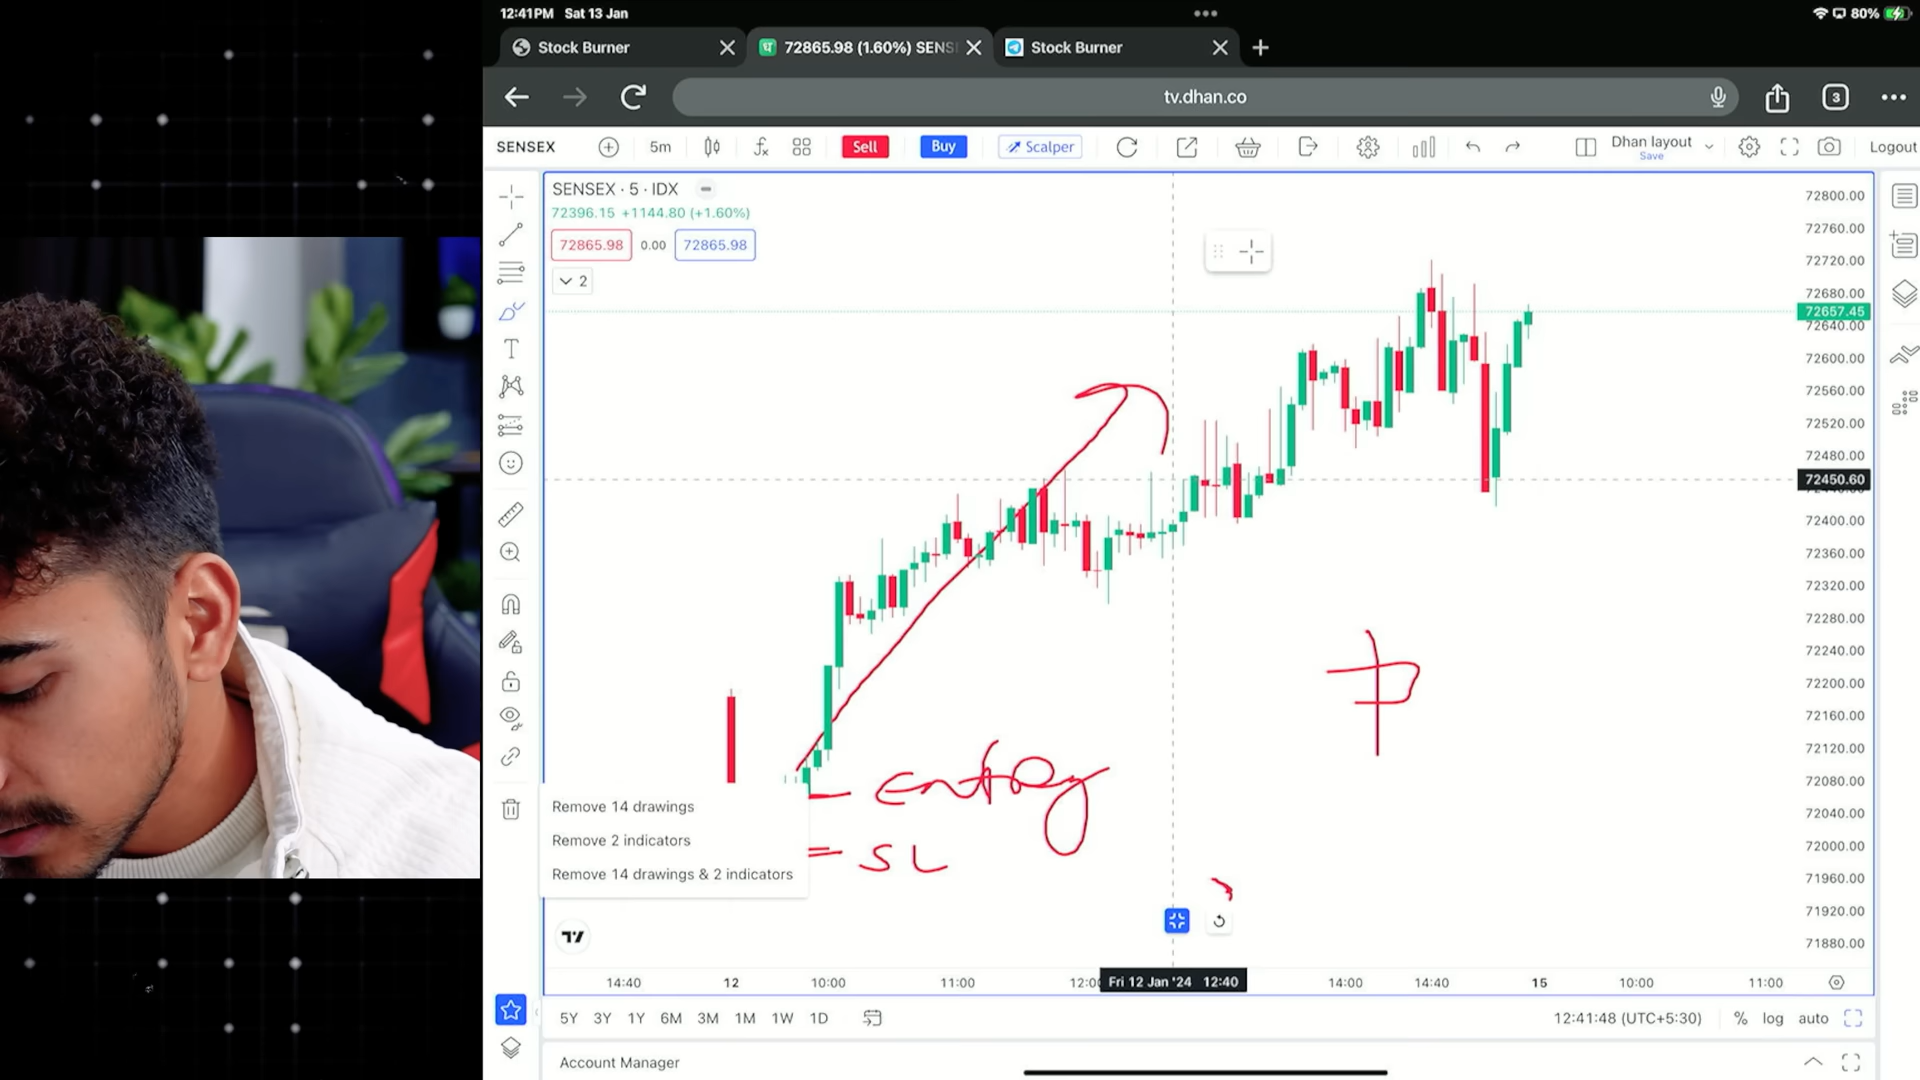 12:41PM Sat 13 Jan
80%
Stock Burner
72865.98 (1.60%) SENS
Stock Burner
tv.dhan.co
3
SENSEX
5m
Sell
Buy
Scalper
Dhan layout
Save
Logout
SENSEX · 5 · IDX
72396.15 +1144.80 (+1.60%)
72865.98
0.00
72865.98
2
72800.00
72760.00
72720.00
72680.00
72657.45
72640.00
72600.00
72560.00
72520.00
72480.00
72450.60
72400.00
72360.00
72320.00
72280.00
72240.00
72200.00
72160.00
72120.00
72080.00
72040.00
72000.00
71960.00
71920.00
71880.00
Entry
= SL
Remove 14 drawings
Remove 2 indicators
Remove 14 drawings & 2 indicators
14:40
12
10:00
11:00
12:00
Fri 12 Jan '24 12:40
14:00
14:40
15
10:00
11:00
5Y 3Y 1Y 6M 3M 1M 1W 1D
12:41:48 (UTC+5:30)
% log auto
Account Manager